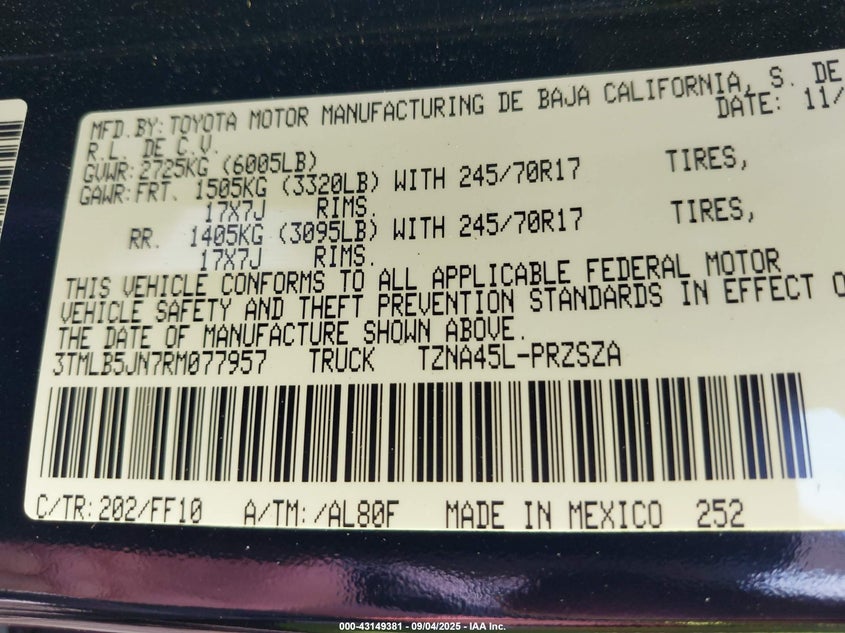 MFD.BY:TOYOTA MOTOR MANUFACTURING DE BAJA CALIFORNIA, S. DE
R.L. DE C.V. DATE: 11/
GVWR:2725KG (6005LB)
GAWR:FRT. 1505KG (3320LB) WITH 245/70R17 TIRES,
17X7J RIMS.
RR. 1405KG (3095LB) WITH 245/70R17 TIRES,
17X7J RIMS.
THIS VEHICLE CONFORMS TO ALL APPLICABLE FEDERAL MOTOR
VEHICLE SAFETY AND THEFT PREVENTION STANDARDS IN EFFECT O
THE DATE OF MANUFACTURE SHOWN ABOVE.
3TMLB5JN7RM077957 TRUCK TZNA45L-PRZSZA
C/TR:202/FF10 A/TM:/AL80F MADE IN MEXICO 252
000-43149381 - 09/04/2025 - IAA Inc.